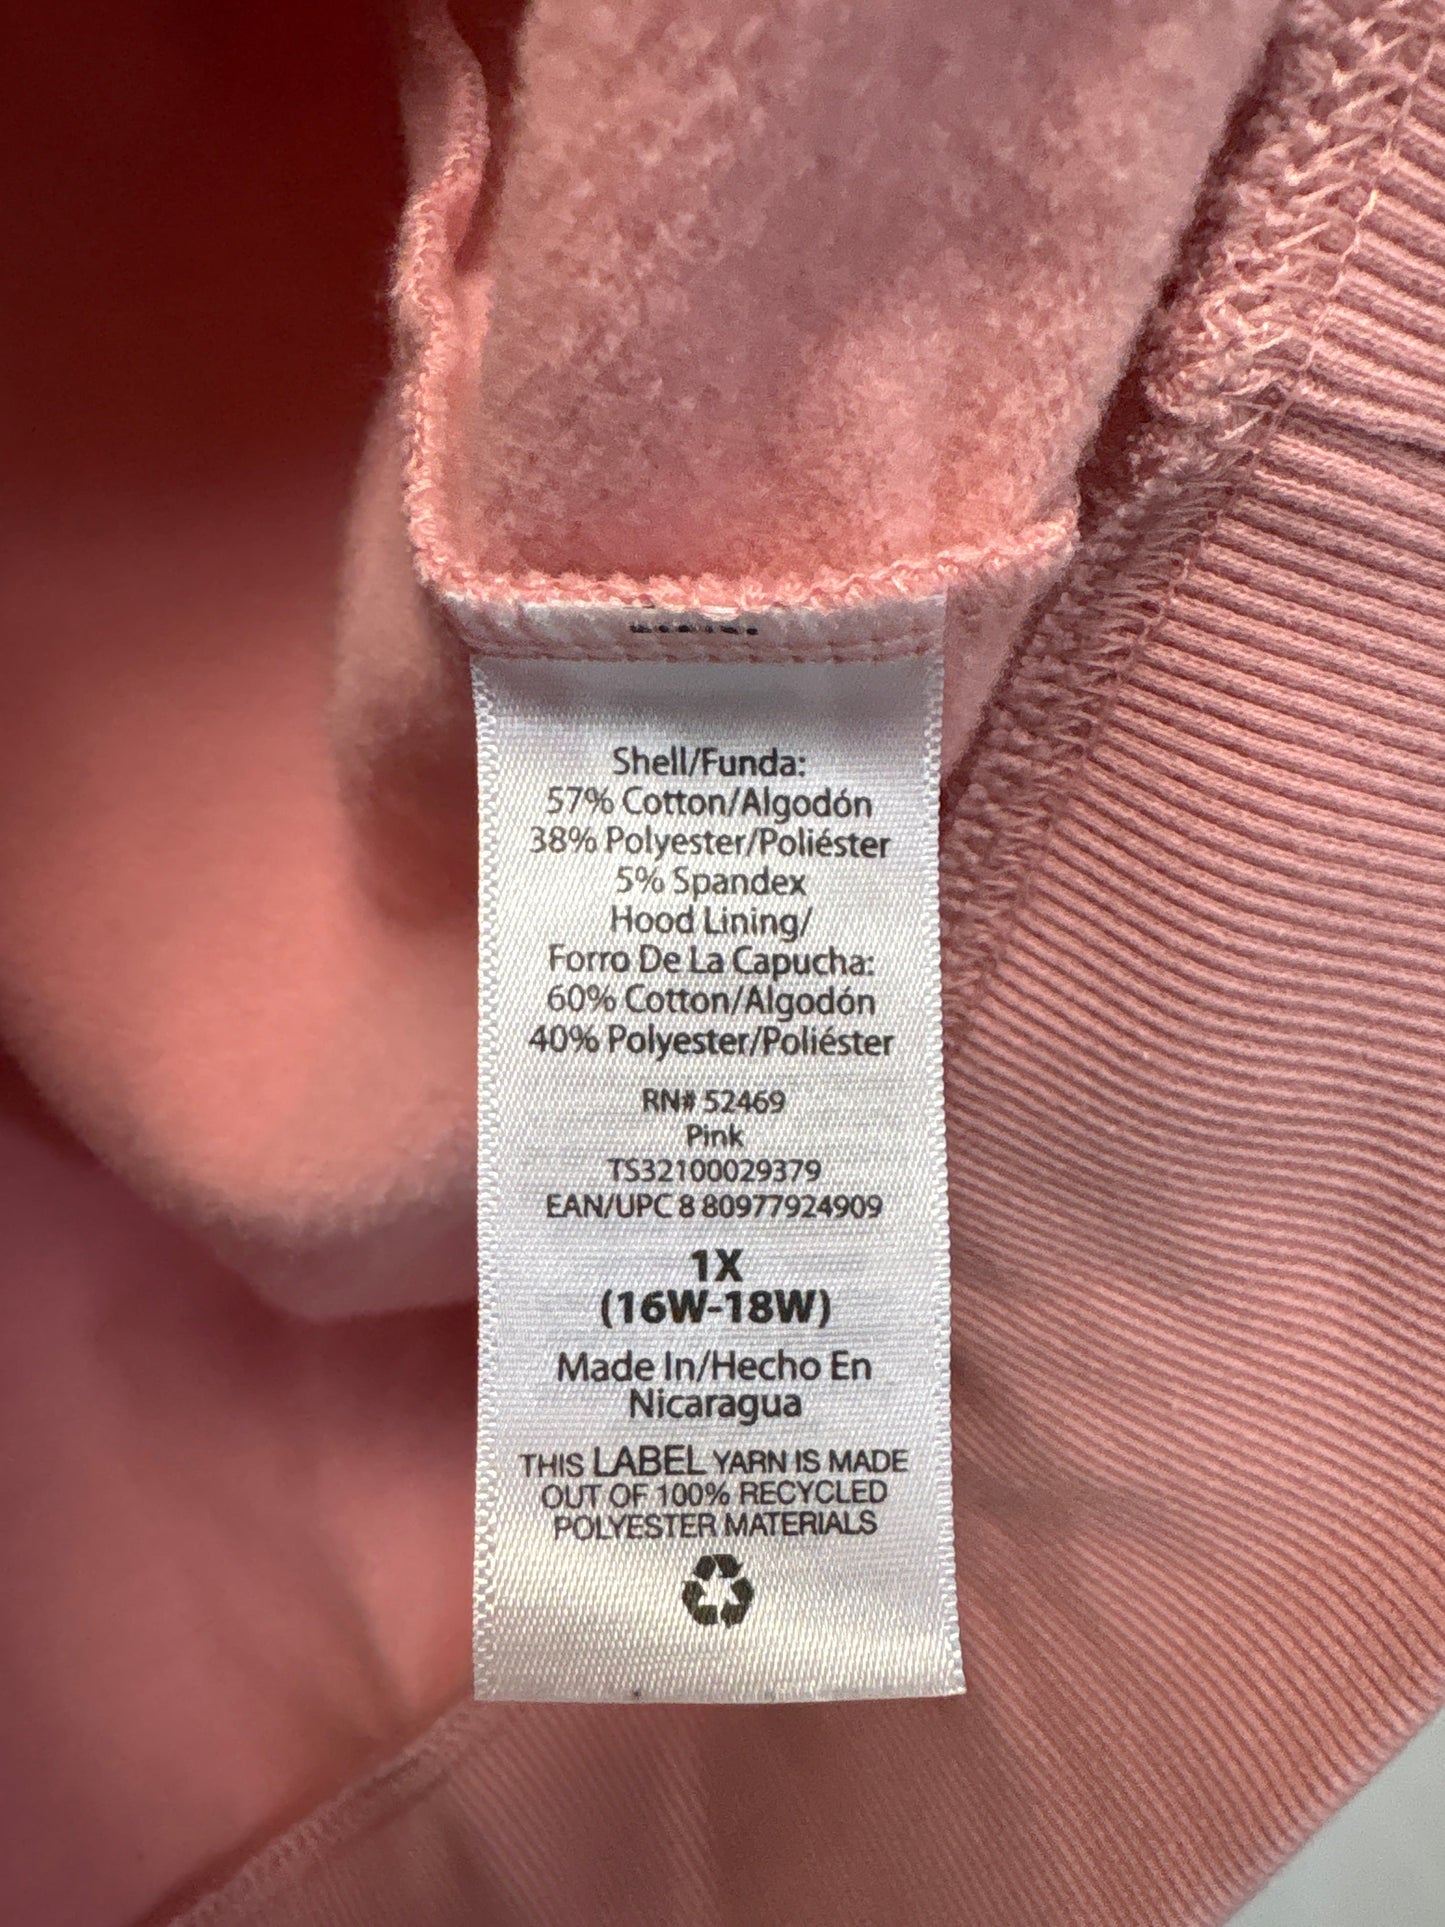 Shell/Funda:
57% Cotton/Algodón
38% Polyester/Poliéster
5% Spandex
Hood Lining/
Forro De La Capucha:
60% Cotton/Algodón
40% Polyester/Poliéster
RN# 52469
Pink
TS32100029379
EAN/UPC 8 80977924909
1X
(16W-18W)
Made In/Hecho En
Nicaragua
THIS LABEL YARN IS MADE
OUT OF 100% RECYCLED
POLYESTER MATERIALS